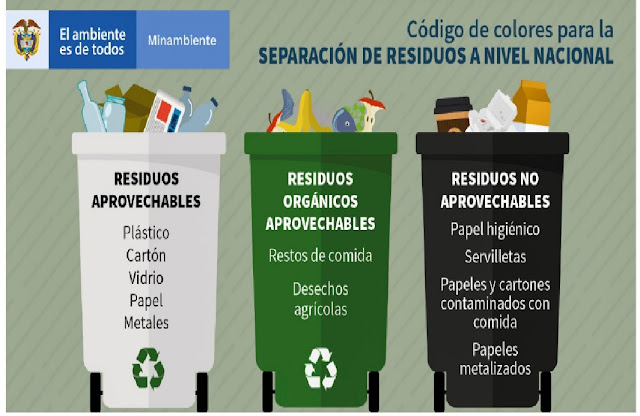 El ambiente
es de todos
Minambiente
Código de colores para la
SEPARACIÓN DE RESIDUOS A NIVEL NACIONAL
RESIDUOS
APROVECHABLES
Plástico
Cartón
Vidrio
Papel
Metales
RESIDUOS
ORGÁNICOS
APROVECHABLES
Restos de comida
Desechos
agrícolas
RESIDUOS NO
APROVECHABLES
Papel higiénico
Servilletas
Papeles y cartones
contaminados con
comida
Papeles
metalizados